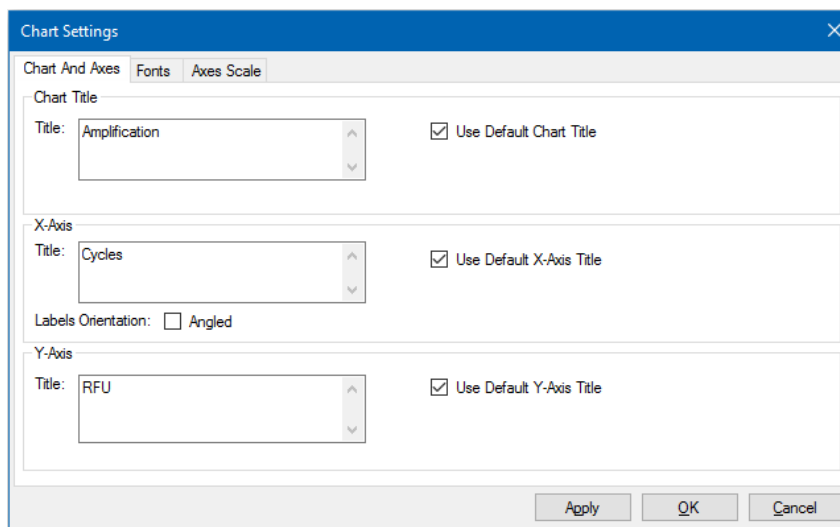 Chart Settings
Chart And Axes Fonts Axes Scale
Chart Title
Title: Amplification Use Default Chart Title
X-Axis
Title: Cycles Use Default X-Axis Title
Labels Orientation: Angled
Y-Axis
Title: RFU Use Default Y-Axis Title
Apply OK Cancel